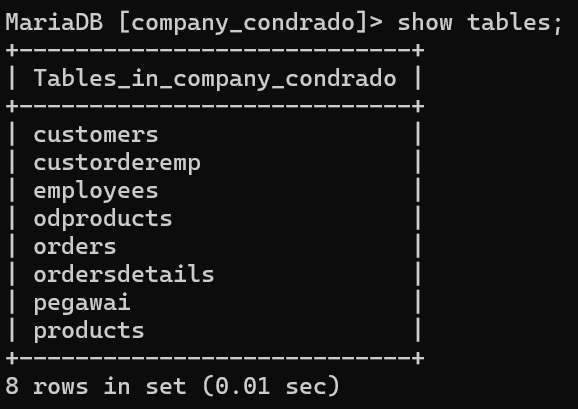 MariaDB [company_condrado]> show tables;
+----------------------------+
| Tables_in_company_condrado |
+----------------------------+
| customers                  |
| custorderemp               |
| employees                  |
| odproducts                 |
| orders                     |
| ordersdetails              |
| pegawai                    |
| products                   |
+----------------------------+
8 rows in set (0.01 sec)